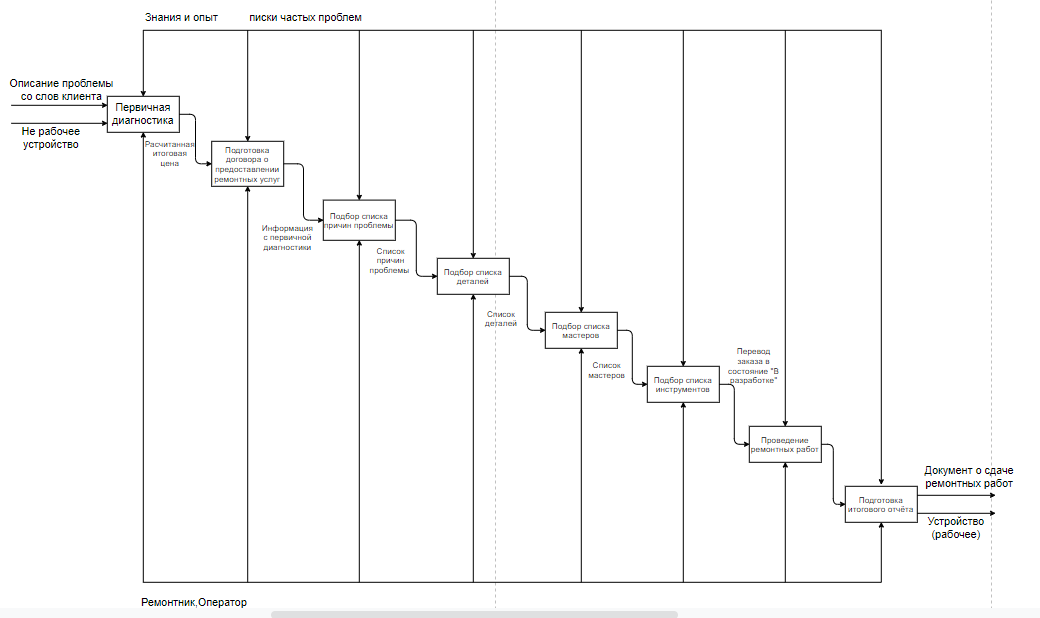 Знания и опыт
писки частых проблем
Описание проблемы
со слов клиента
Не рабочее
устройство
Первичная
диагностика
Расчитанная
итоговая
цена
Подготовка
договора о
предоставлении
ремонтных услуг
Информация
с первичной
диагностики
Подбор списка
причин проблемы
Список
причин
проблемы
Подбор списка
деталей
Список
деталей
Подбор списка
мастеров
Список
мастеров
Подбор списка
инструментов
Перевод
заказа в
состояние "В
разработке"
Проведение
ремонтных работ
Подготовка
итогового отчёта
Документ о сдаче
ремонтных работ
Устройство
(рабочее)
Ремонтник,Оператор